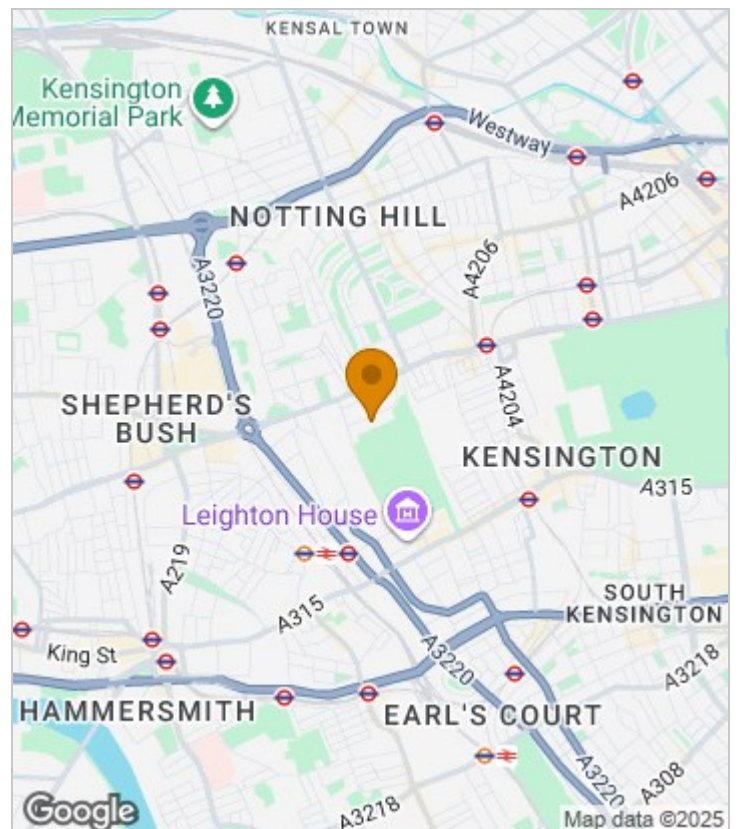 KENSAL TOWN
Kensington
Memorial Park
Westway
A4206
NOTTING HILL
A4206
A3220
A4204
SHEPHERD'S
BUSH
KENSINGTON
A315
Leighton House
A219
SOUTH
KENSINGTON
A315
King St
A3220
A3218
HAMMERSMITH
EARL'S COURT
A3220
A308
A3218
Google
Map data ©2025